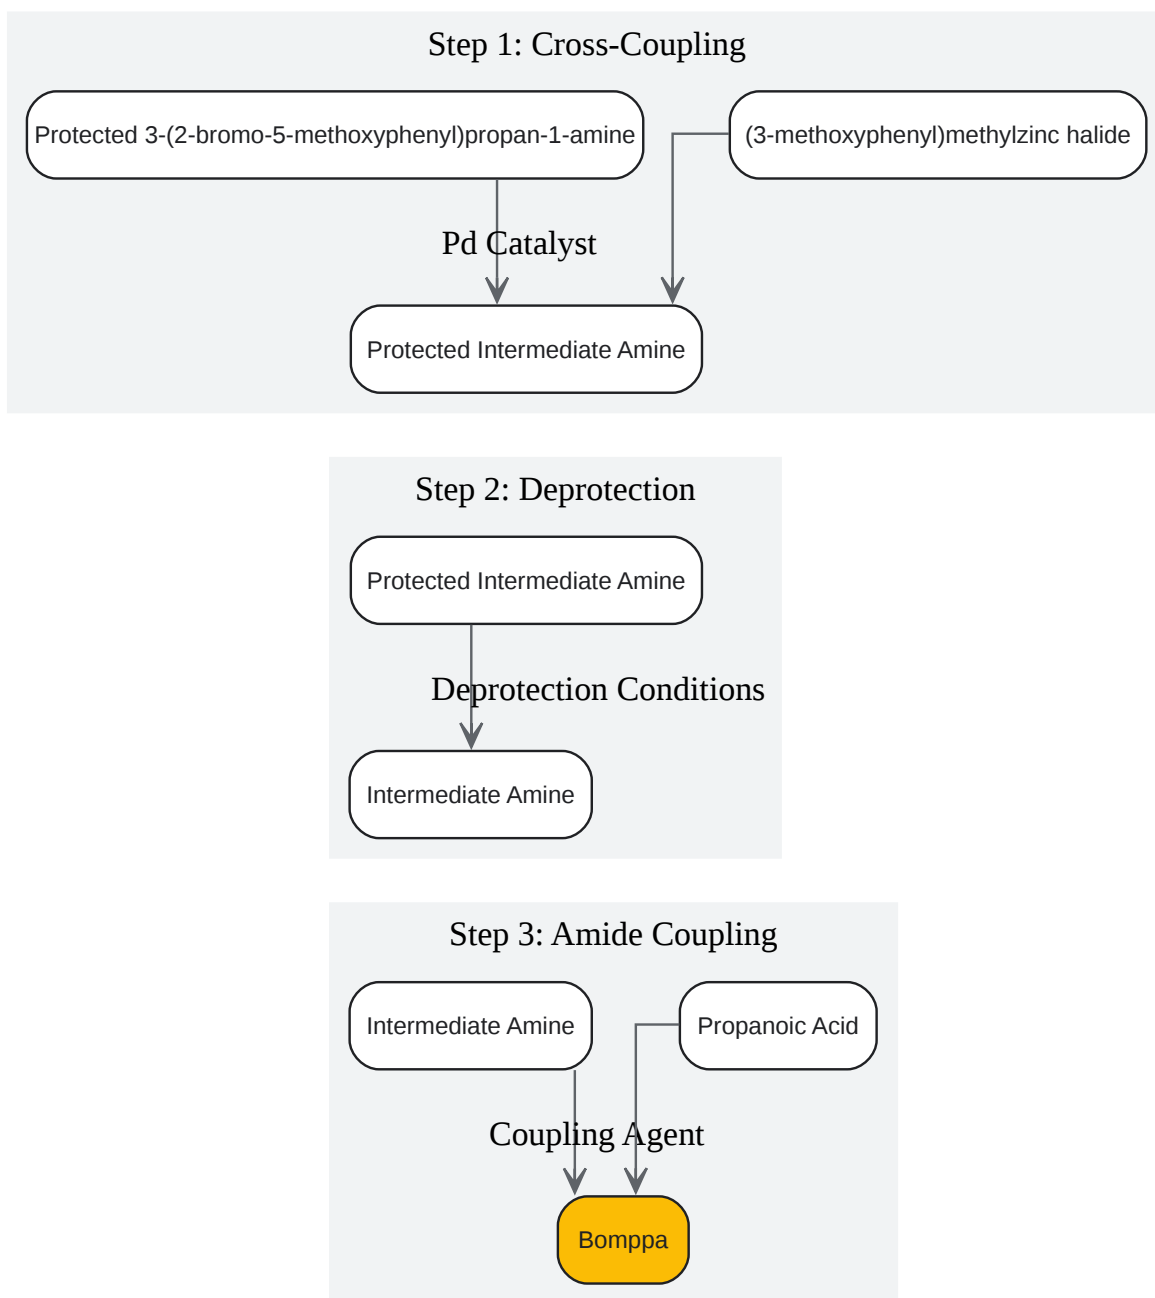 Step 1: Cross-Coupling
Protected 3-(2-bromo-5-methoxyphenyl)propan-1-amine
(3-methoxyphenyl)methylzinc halide
Pd Catalyst
Protected Intermediate Amine
Step 2: Deprotection
Protected Intermediate Amine
Deprotection Conditions
Intermediate Amine
Step 3: Amide Coupling
Intermediate Amine
Propanoic Acid
Coupling Agent
Bomppa